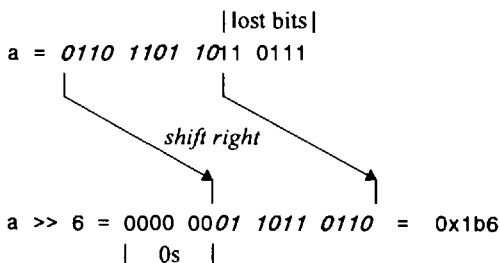 |lost bits|
a = 0110 1101 1011 0111
shift right
a >> 6 = 0000 0001 1011 0110 = 0x1b6
| 0s |